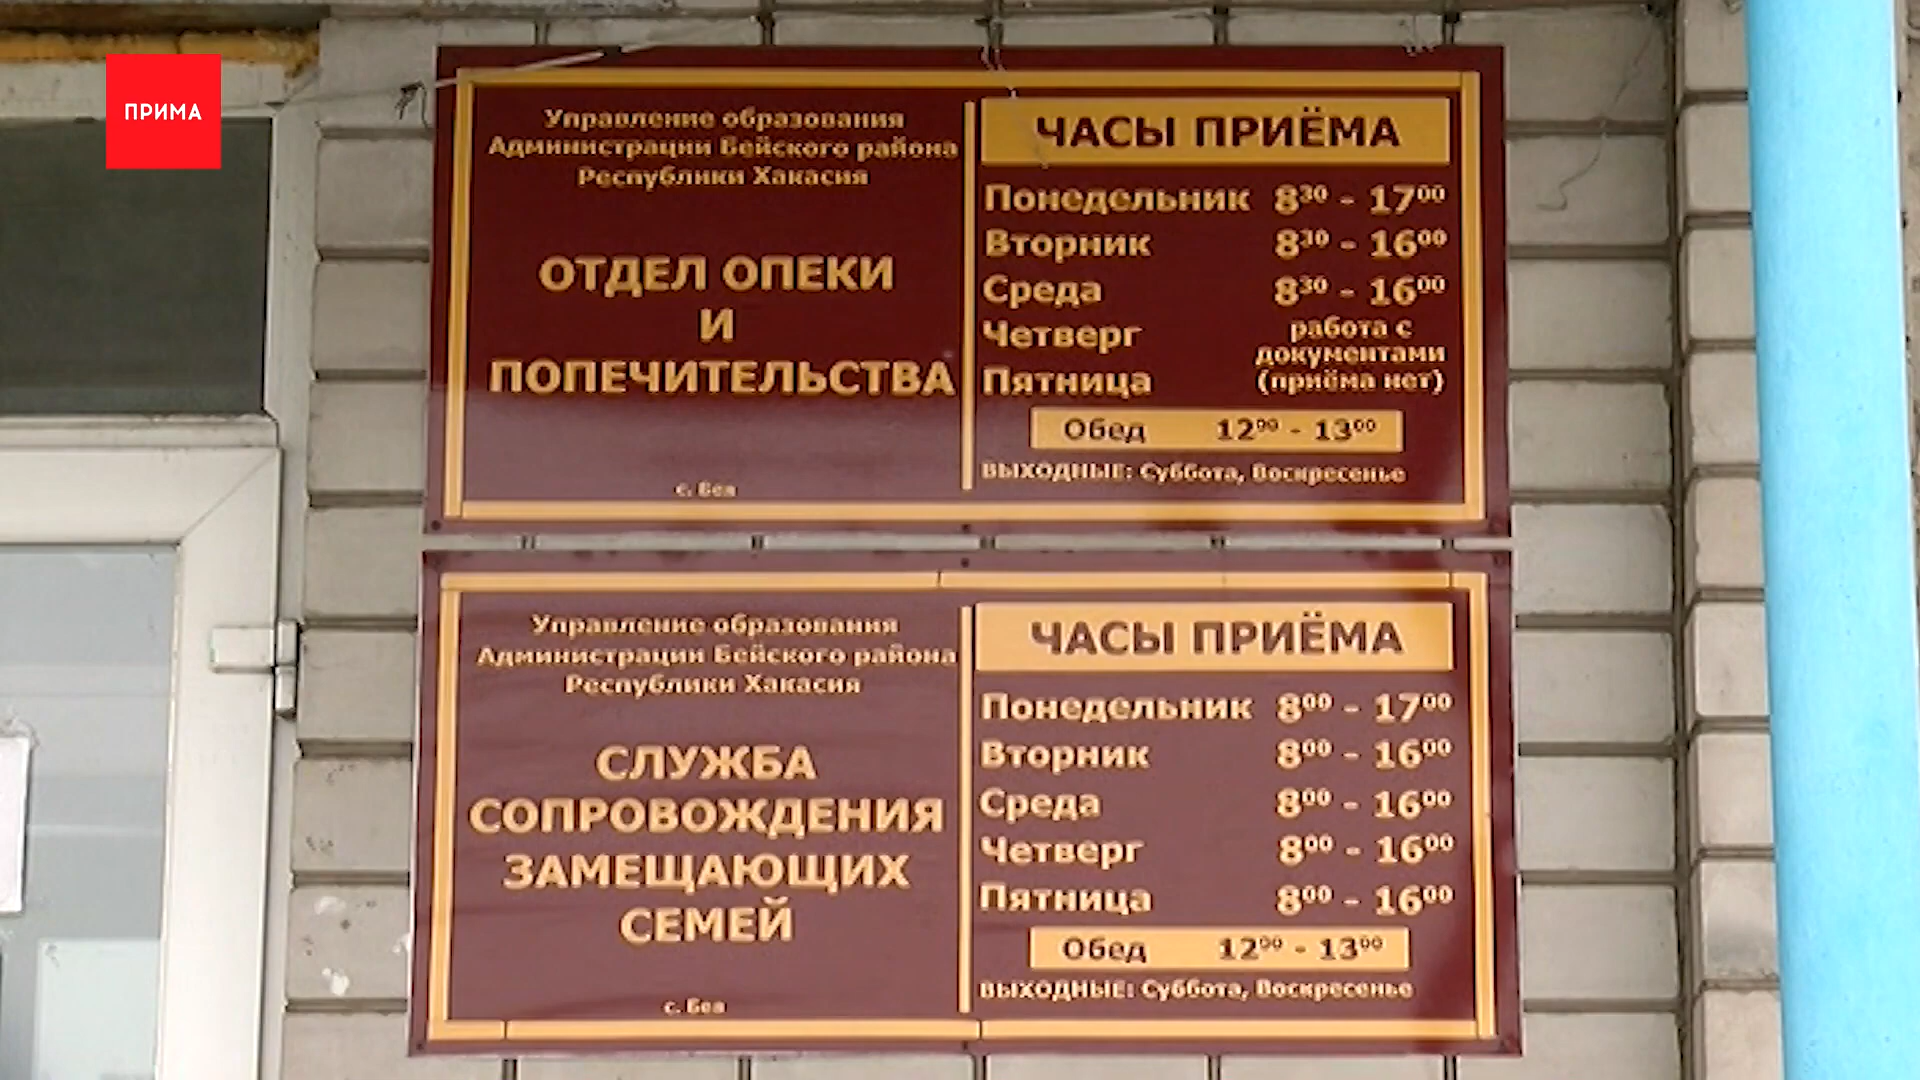 ПРИМА
Управление образования
Администрации Бейского района
Республики Хакасия
ОТДЕЛ ОПЕКИ
И
ПОПЕЧИТЕЛЬСТВА
с. Бея
ЧАСЫ ПРИЁМА
Понедельник 8³⁰ - 17⁰⁰
Вторник 8³⁰ - 16⁰⁰
Среда 8³⁰ - 16⁰⁰
Четверг
Пятница
работа с
документами
(приёма нет)
Обед 12⁰⁰ - 13⁰⁰
ВЫХОДНЫЕ: Суббота, Воскресенье
Управление образования
Администрации Бейского района
Республики Хакасия
СЛУЖБА
СОПРОВОЖДЕНИЯ
ЗАМЕЩАЮЩИХ
СЕМЕЙ
с. Бея
ЧАСЫ ПРИЁМА
Понедельник 8⁰⁰ - 17⁰⁰
Вторник 8⁰⁰ - 16⁰⁰
Среда 8⁰⁰ - 16⁰⁰
Четверг 8⁰⁰ - 16⁰⁰
Пятница 8⁰⁰ - 16⁰⁰
Обед 12⁰⁰ - 13⁰⁰
ВЫХОДНЫЕ: Суббота, Воскресенье